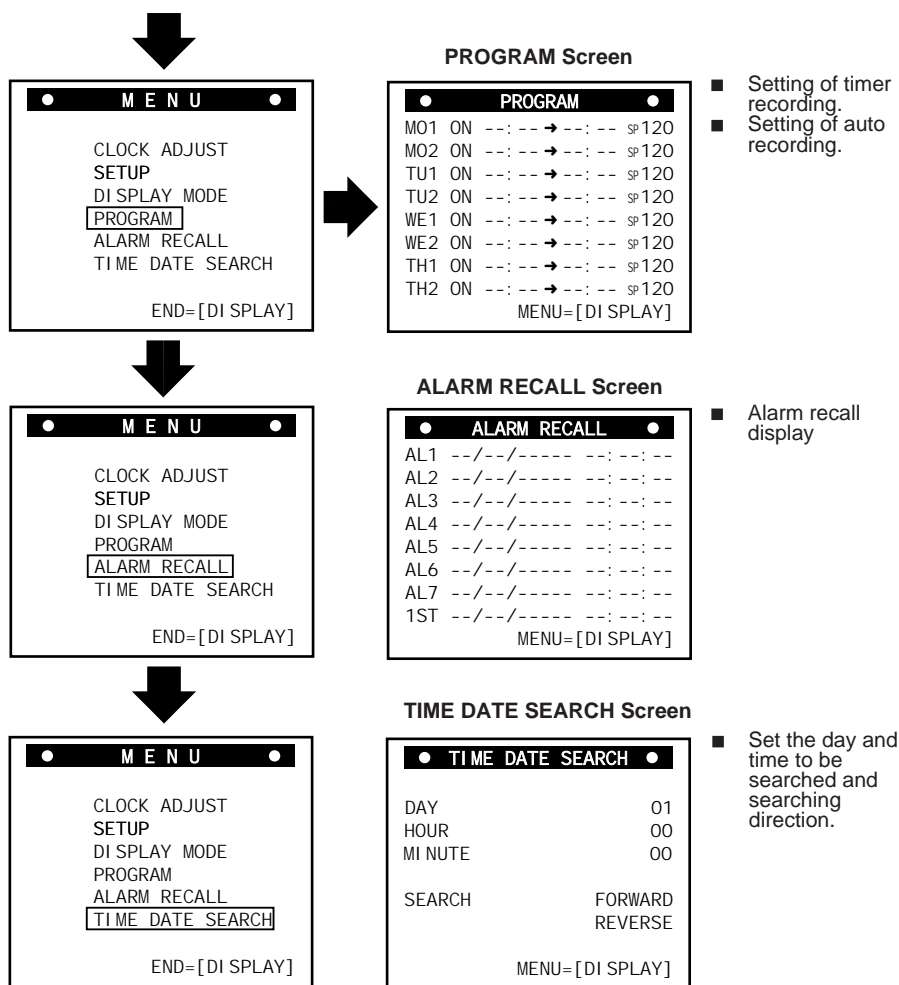 PROGRAM Screen
● M E N U ●
CLOCK ADJUST
SETUP
DISPLAY MODE
PROGRAM
ALARM RECALL
TIME DATE SEARCH
END=[DISPLAY]
● PROGRAM ●
MO1 ON --:-- ➔ --:-- SP120
MO2 ON --:-- ➔ --:-- SP120
TU1 ON --:-- ➔ --:-- SP120
TU2 ON --:-- ➔ --:-- SP120
WE1 ON --:-- ➔ --:-- SP120
WE2 ON --:-- ➔ --:-- SP120
TH1 ON --:-- ➔ --:-- SP120
TH2 ON --:-- ➔ --:-- SP120
MENU=[DISPLAY]
■ Setting of timer
recording.
■ Setting of auto
recording.
ALARM RECALL Screen
● M E N U ●
CLOCK ADJUST
SETUP
DISPLAY MODE
PROGRAM
ALARM RECALL
TIME DATE SEARCH
END=[DISPLAY]
● ALARM RECALL ●
AL1 --/--/----- --:--:--
AL2 --/--/----- --:--:--
AL3 --/--/----- --:--:--
AL4 --/--/----- --:--:--
AL5 --/--/----- --:--:--
AL6 --/--/----- --:--:--
AL7 --/--/----- --:--:--
1ST --/--/----- --:--:--
MENU=[DISPLAY]
■ Alarm recall
display
TIME DATE SEARCH Screen
● M E N U ●
CLOCK ADJUST
SETUP
DISPLAY MODE
PROGRAM
ALARM RECALL
TIME DATE SEARCH
END=[DISPLAY]
● TIME DATE SEARCH ●
DAY 01
HOUR 00
MINUTE 00
SEARCH FORWARD
REVERSE
MENU=[DISPLAY]
■ Set the day and
time to be
searched and
searching
direction.